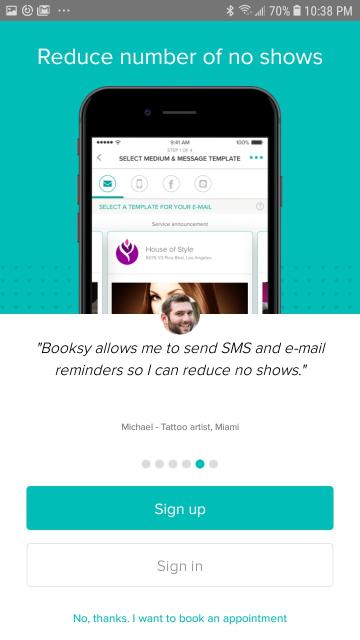 70% 10:38 PM
Reduce number of no shows
9:41 AM 100%
STEP 1 OF 4
SELECT MEDIUM & MESSAGE TEMPLATE
SELECT A TEMPLATE FOR YOUR E-MAIL
Service announcement
House of Style
Los Angeles
"Booksy allows me to send SMS and e-mail
reminders so I can reduce no shows."
Michael - Tattoo artist, Miami
Sign up
Sign in
No, thanks. I want to book an appointment